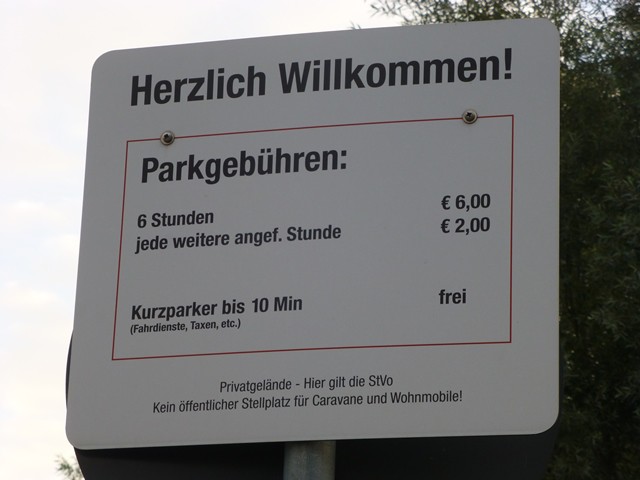 Herzlich Willkommen!
Parkgebühren:
6 Stunden € 6,00
jede weitere angef. Stunde € 2,00
Kurzparker bis 10 Min frei
(Fahrdienste, Taxen, etc.)
Privatgelände - Hier gilt die StVo
Kein öffentlicher Stellplatz für Caravane und Wohnmobile!